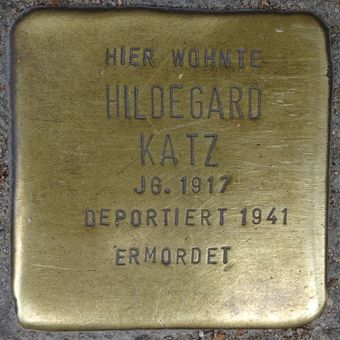 HIER WOHNTE
HILDEGARD
KATZ
JG. 1917
DEPORTIERT 1941
ERMORDET